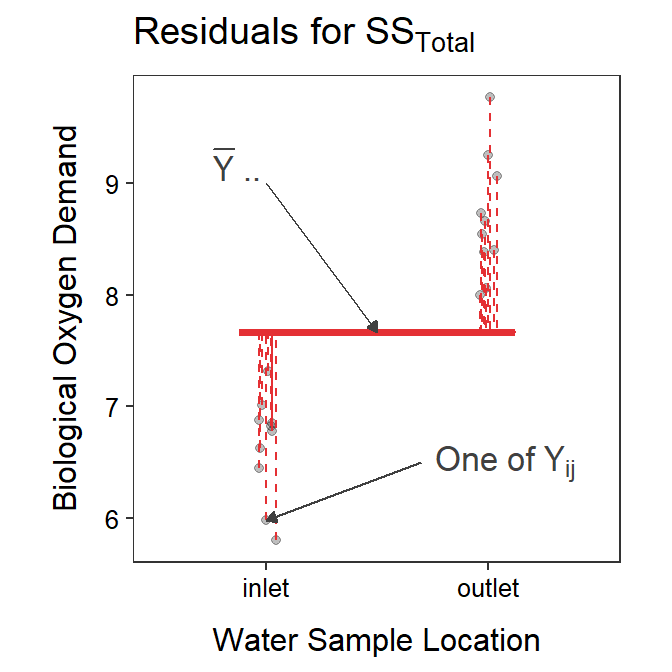 Residuals for SS_Total
Y̅ ..
One of Y_ij
9
8
7
6
Biological Oxygen Demand
inlet outlet
Water Sample Location